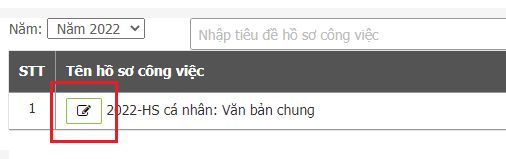 Năm: Năm 2022 Nhập tiêu đề hồ sơ công việc
STT Tên hồ sơ công việc
1 2022-HS cá nhân: Văn bản chung